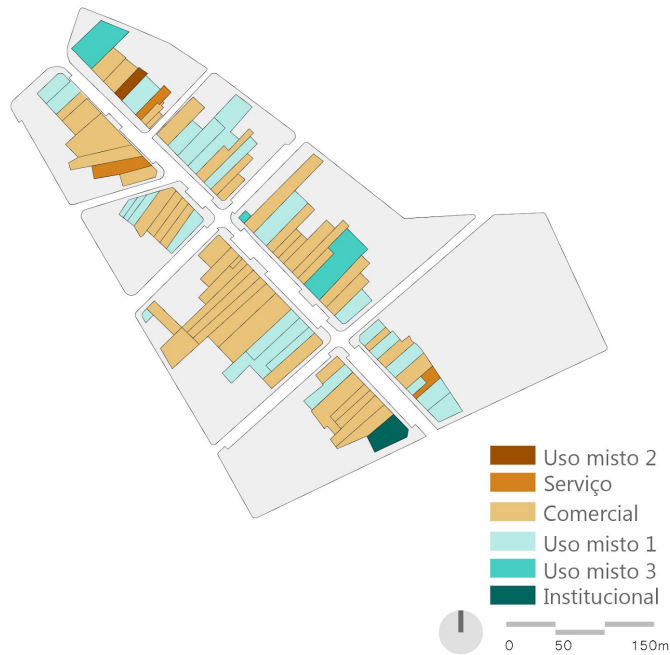 Uso misto 2
Serviço
Comercial
Uso misto 1
Uso misto 3
Institucional
0 50 150m